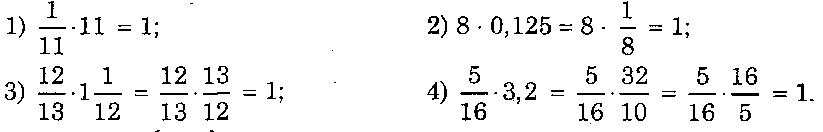 1) 1/11 · 11 = 1; 2) 8 · 0,125 = 8 · 1/8 = 1;
3) 12/13 · 1 1/12 = 12/13 · 13/12 = 1; 4) 5/16 · 3,2 = 5/16 · 32/10 = 5/16 · 16/5 = 1.